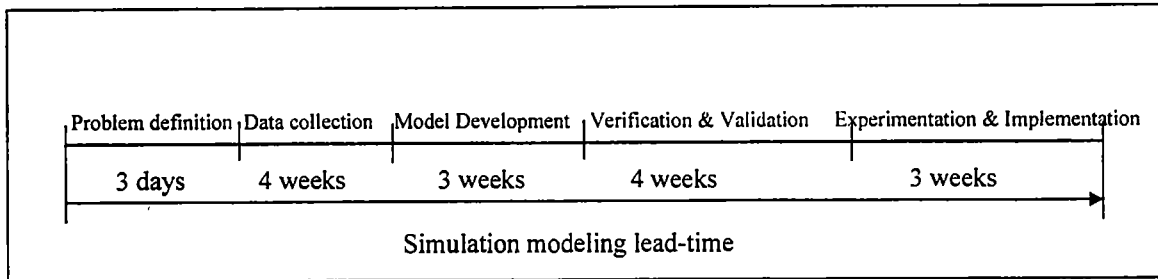 Problem definition Data collection Model Development Verification & Validation Experimentation & Implementation
3 days 4 weeks 3 weeks 4 weeks 3 weeks
Simulation modeling lead-time